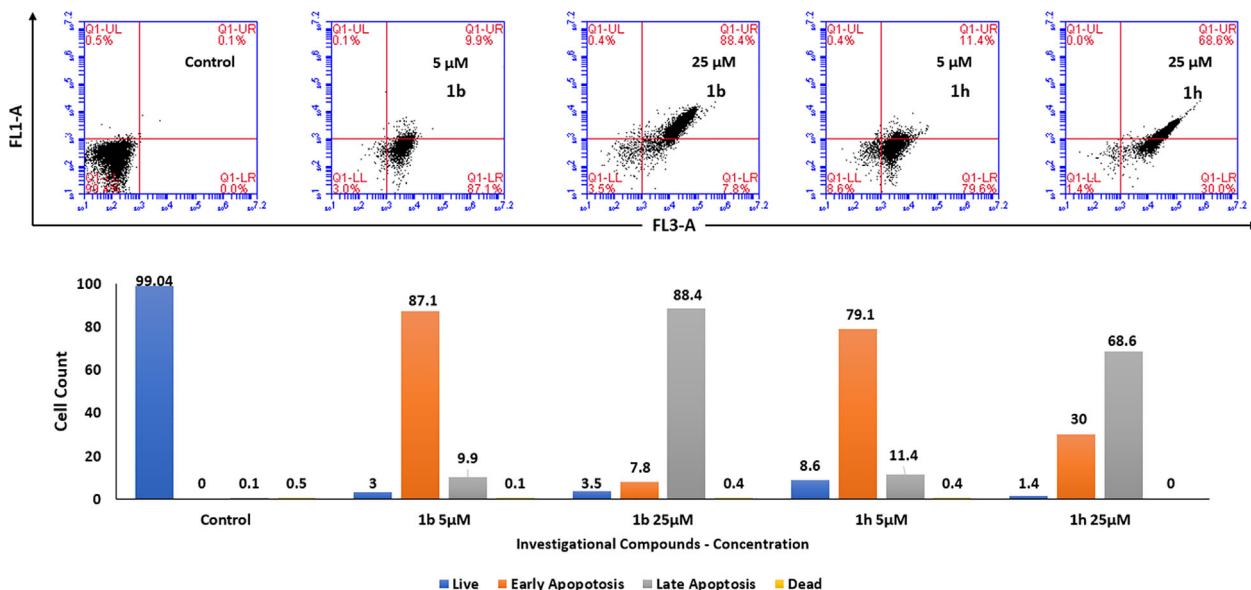 Q1-UL
0.5%
Q1-UR
0.1%
Control
Q1-LL
Q1-LR
0.0%
Q1-UL
0.1%
Q1-UR
9.9%
5 µM
1b
Q1-LL
3.0%
Q1-LR
87.1%
Q1-UL
0.4%
Q1-UR
88.4%
25 µM
1b
Q1-LL
3.5%
Q1-LR
7.8%
Q1-UL
0.4%
Q1-UR
11.4%
5 µM
1h
Q1-LL
8.6%
Q1-LR
79.6%
Q1-UL
0.0%
Q1-UR
68.6%
25 µM
1h
Q1-LL
1.4%
Q1-LR
30.0%
FL1-A
FL3-A
Cell Count
100
80
60
40
20
0
99.04
0
0.1
0.5
3
87.1
9.9
0.1
3.5
7.8
88.4
0.4
8.6
79.1
11.4
0.4
1.4
30
68.6
0
Control
1b 5µM
1b 25µM
1h 5µM
1h 25µM
Investigational Compounds - Concentration
Live
Early Apopotosis
Late Apoptosis
Dead